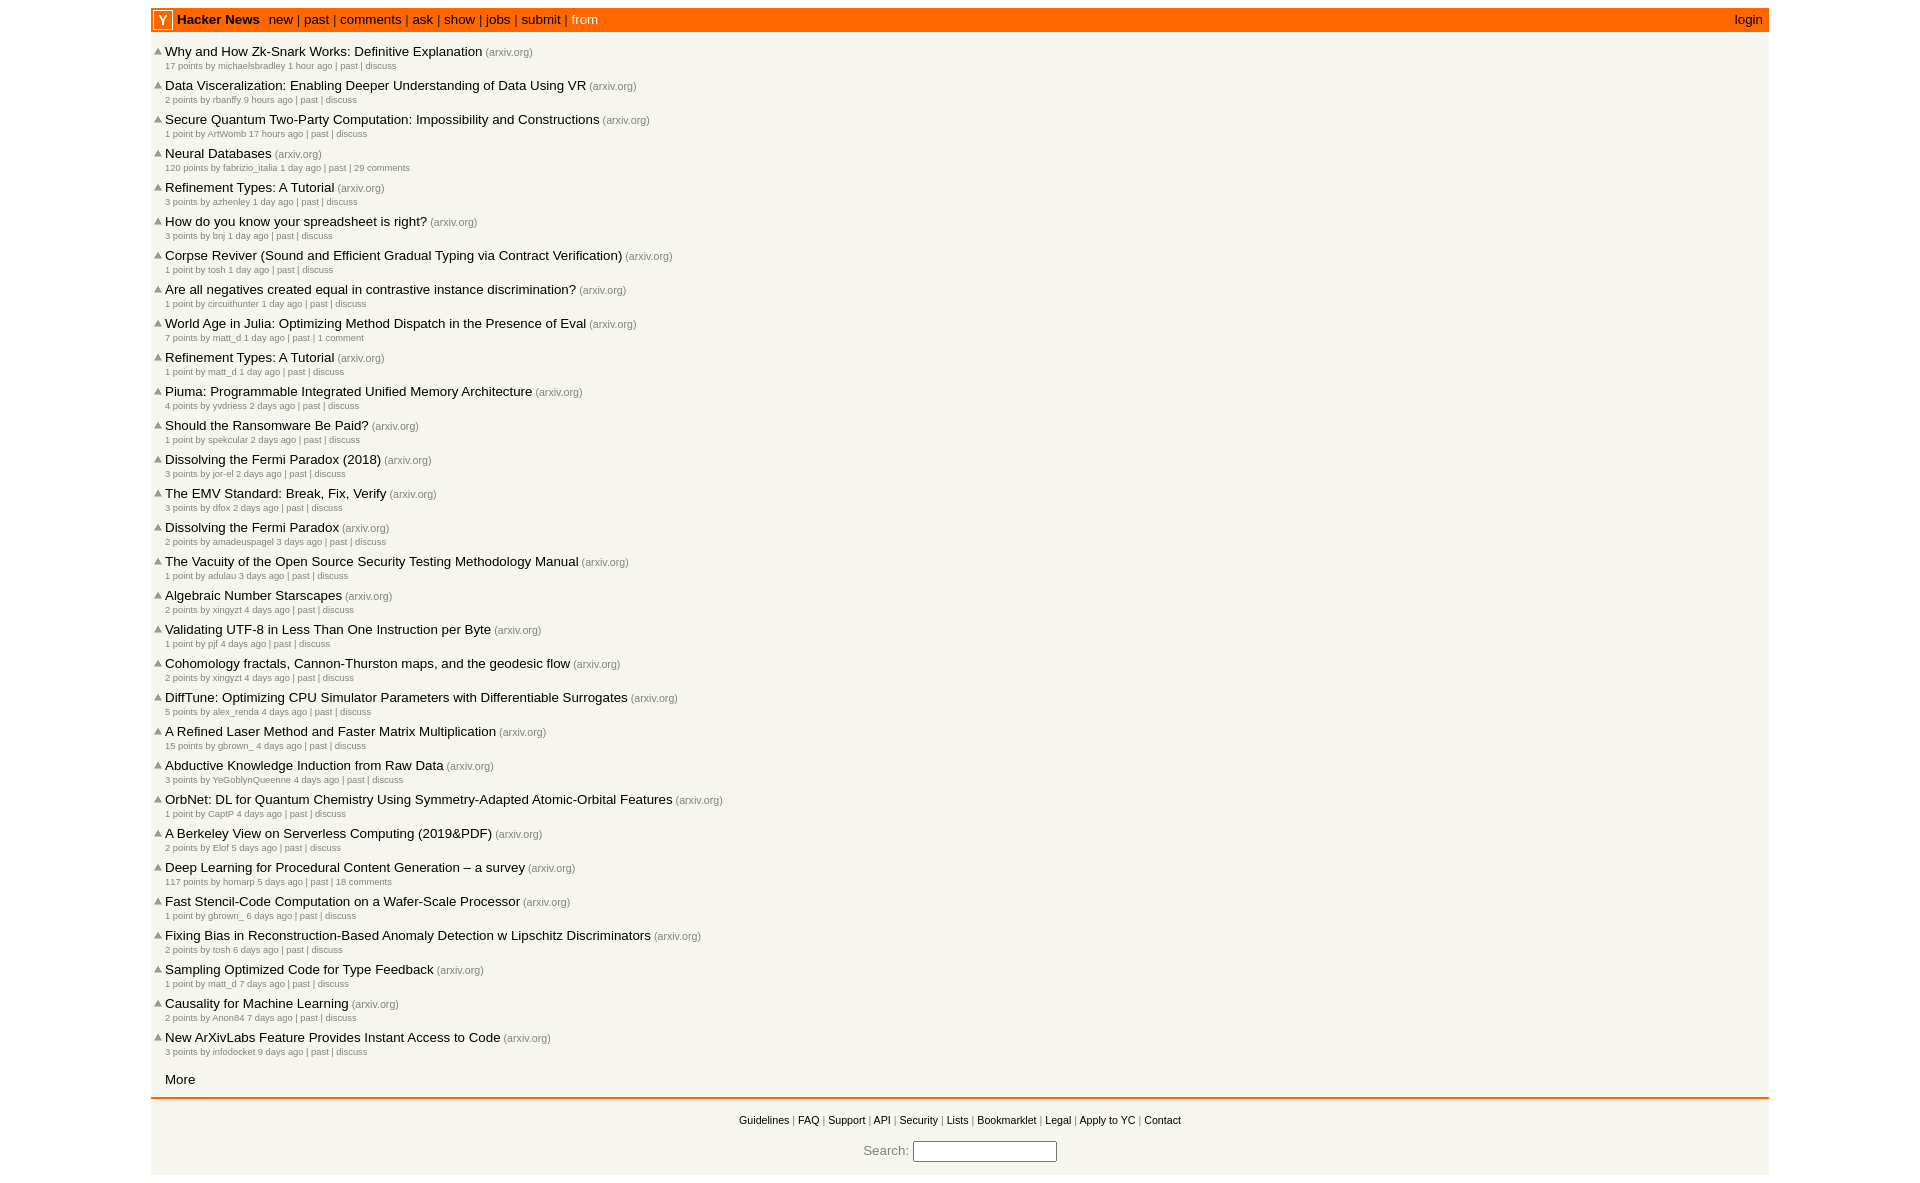 Y Hacker News new | past | comments | ask | show | jobs | submit | from login
Why and How Zk-Snark Works: Definitive Explanation (arxiv.org)
17 points by michaelsbradley 1 hour ago | past | discuss
Data Visceralization: Enabling Deeper Understanding of Data Using VR (arxiv.org)
2 points by rbanffy 9 hours ago | past | discuss
Secure Quantum Two-Party Computation: Impossibility and Constructions (arxiv.org)
1 point by ArtWomb 17 hours ago | past | discuss
Neural Databases (arxiv.org)
120 points by fabrizio_italia 1 day ago | past | 29 comments
Refinement Types: A Tutorial (arxiv.org)
3 points by azhenley 1 day ago | past | discuss
How do you know your spreadsheet is right? (arxiv.org)
3 points by bnj 1 day ago | past | discuss
Corpse Reviver (Sound and Efficient Gradual Typing via Contract Verification) (arxiv.org)
1 point by tosh 1 day ago | past | discuss
Are all negatives created equal in contrastive instance discrimination? (arxiv.org)
1 point by circuithunter 1 day ago | past | discuss
World Age in Julia: Optimizing Method Dispatch in the Presence of Eval (arxiv.org)
7 points by matt_d 1 day ago | past | 1 comment
Refinement Types: A Tutorial (arxiv.org)
1 point by matt_d 1 day ago | past | discuss
Piuma: Programmable Integrated Unified Memory Architecture (arxiv.org)
4 points by yvdriess 2 days ago | past | discuss
Should the Ransomware Be Paid? (arxiv.org)
1 point by spekcular 2 days ago | past | discuss
Dissolving the Fermi Paradox (2018) (arxiv.org)
3 points by jor-el 2 days ago | past | discuss
The EMV Standard: Break, Fix, Verify (arxiv.org)
3 points by dfox 2 days ago | past | discuss
Dissolving the Fermi Paradox (arxiv.org)
2 points by amadeuspagel 3 days ago | past | discuss
The Vacuity of the Open Source Security Testing Methodology Manual (arxiv.org)
1 point by adulau 3 days ago | past | discuss
Algebraic Number Starscapes (arxiv.org)
2 points by xingyzt 4 days ago | past | discuss
Validating UTF-8 in Less Than One Instruction per Byte (arxiv.org)
1 point by pjf 4 days ago | past | discuss
Cohomology fractals, Cannon-Thurston maps, and the geodesic flow (arxiv.org)
2 points by xingyzt 4 days ago | past | discuss
DiffTune: Optimizing CPU Simulator Parameters with Differentiable Surrogates (arxiv.org)
5 points by alex_renda 4 days ago | past | discuss
A Refined Laser Method and Faster Matrix Multiplication (arxiv.org)
15 points by gbrown_ 4 days ago | past | discuss
Abductive Knowledge Induction from Raw Data (arxiv.org)
3 points by YeGoblynQueenne 4 days ago | past | discuss
OrbNet: DL for Quantum Chemistry Using Symmetry-Adapted Atomic-Orbital Features (arxiv.org)
1 point by CaptP 4 days ago | past | discuss
A Berkeley View on Serverless Computing (2019&PDF) (arxiv.org)
2 points by Elof 5 days ago | past | discuss
Deep Learning for Procedural Content Generation – a survey (arxiv.org)
117 points by homarp 5 days ago | past | 18 comments
Fast Stencil-Code Computation on a Wafer-Scale Processor (arxiv.org)
1 point by gbrown_ 6 days ago | past | discuss
Fixing Bias in Reconstruction-Based Anomaly Detection w Lipschitz Discriminators (arxiv.org)
2 points by tosh 6 days ago | past | discuss
Sampling Optimized Code for Type Feedback (arxiv.org)
1 point by matt_d 7 days ago | past | discuss
Causality for Machine Learning (arxiv.org)
2 points by Anon84 7 days ago | past | discuss
New ArXivLabs Feature Provides Instant Access to Code (arxiv.org)
3 points by infodocket 9 days ago | past | discuss
More
Guidelines | FAQ | Support | API | Security | Lists | Bookmarklet | Legal | Apply to YC | Contact
Search: